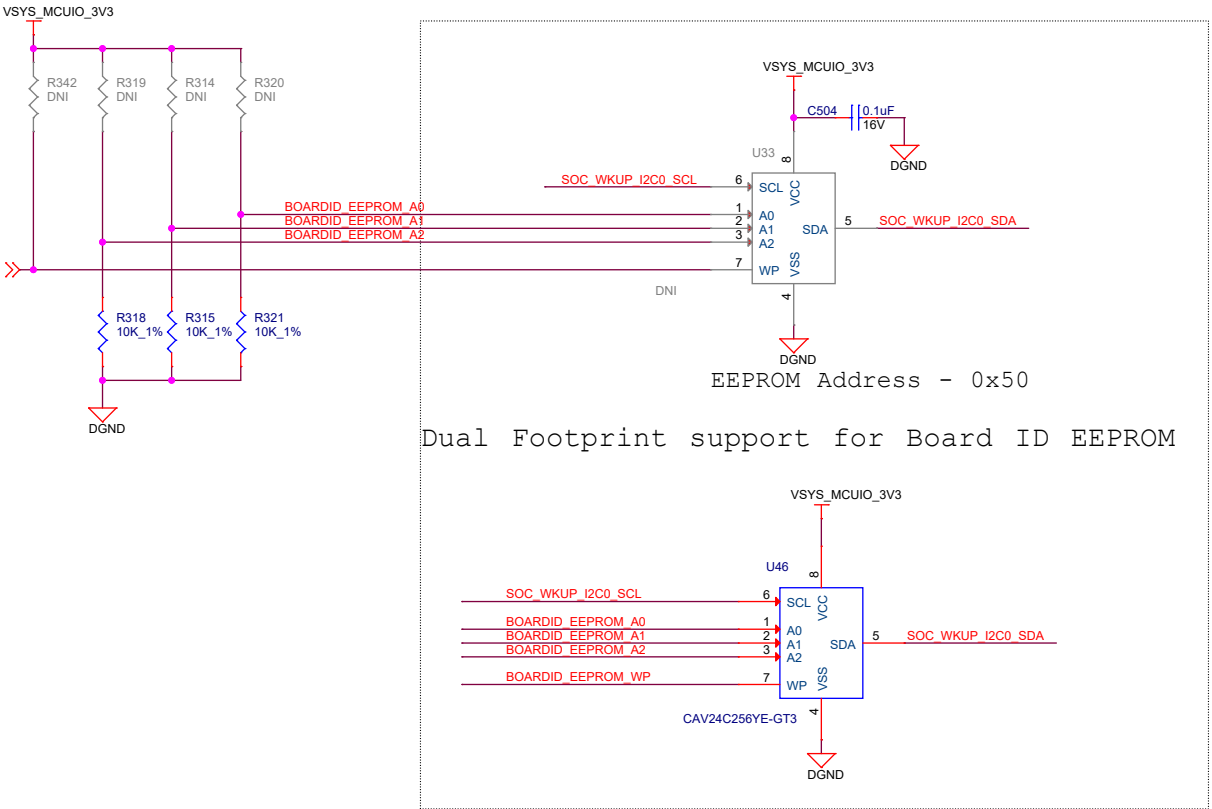 VSYS_MCUIO_3V3
R342
DNI
R319
DNI
R314
DNI
R320
DNI
VSYS_MCUIO_3V3
C504
0.1uF
16V
DGND
U33
8
SOC_WKUP_I2C0_SCL
6
SCL
VCC
BOARDID_EEPROM_A0
1
A0
BOARDID_EEPROM_A1
2
A1
BOARDID_EEPROM_A2
3
A2
SDA
5
SOC_WKUP_I2C0_SDA
7
WP
VSS
DNI
4
DGND
R318
10K_1%
R315
10K_1%
R321
10K_1%
DGND
EEPROM Address - 0x50
Dual Footprint support for Board ID EEPROM
VSYS_MCUIO_3V3
U46
8
SOC_WKUP_I2C0_SCL
6
SCL
VCC
BOARDID_EEPROM_A0
1
A0
BOARDID_EEPROM_A1
2
A1
BOARDID_EEPROM_A2
3
A2
SDA
5
SOC_WKUP_I2C0_SDA
BOARDID_EEPROM_WP
7
WP
VSS
CAV24C256YE-GT3
4
DGND